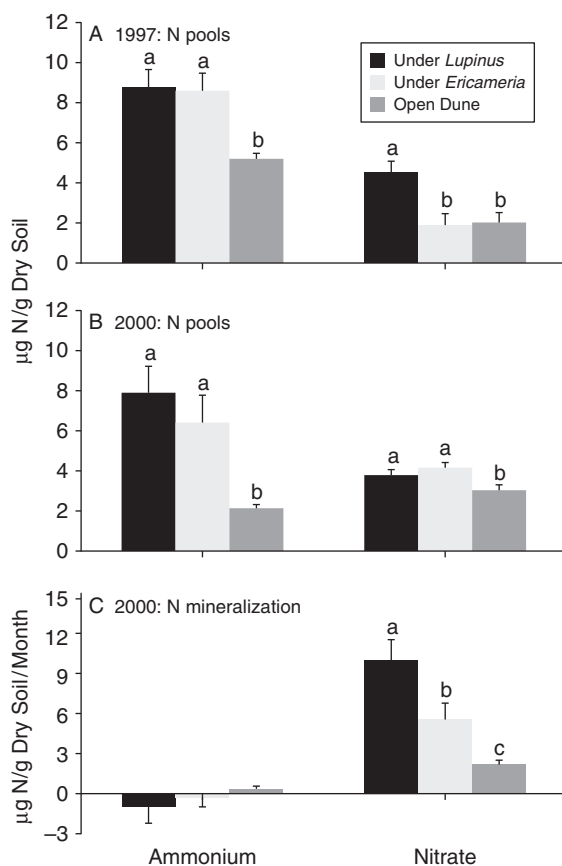 A 1997: N pools
Under Lupinus
Under Ericameria
Open Dune
12
10
8
6
4
2
0
a
a
b
a
b
b
µg N/g Dry Soil
B 2000: N pools
12
10
8
6
4
2
0
a
a
b
a
a
b
C 2000: N mineralization
15
12
9
6
3
0
–3
a
b
c
µg N/g Dry Soil/Month
Ammonium
Nitrate